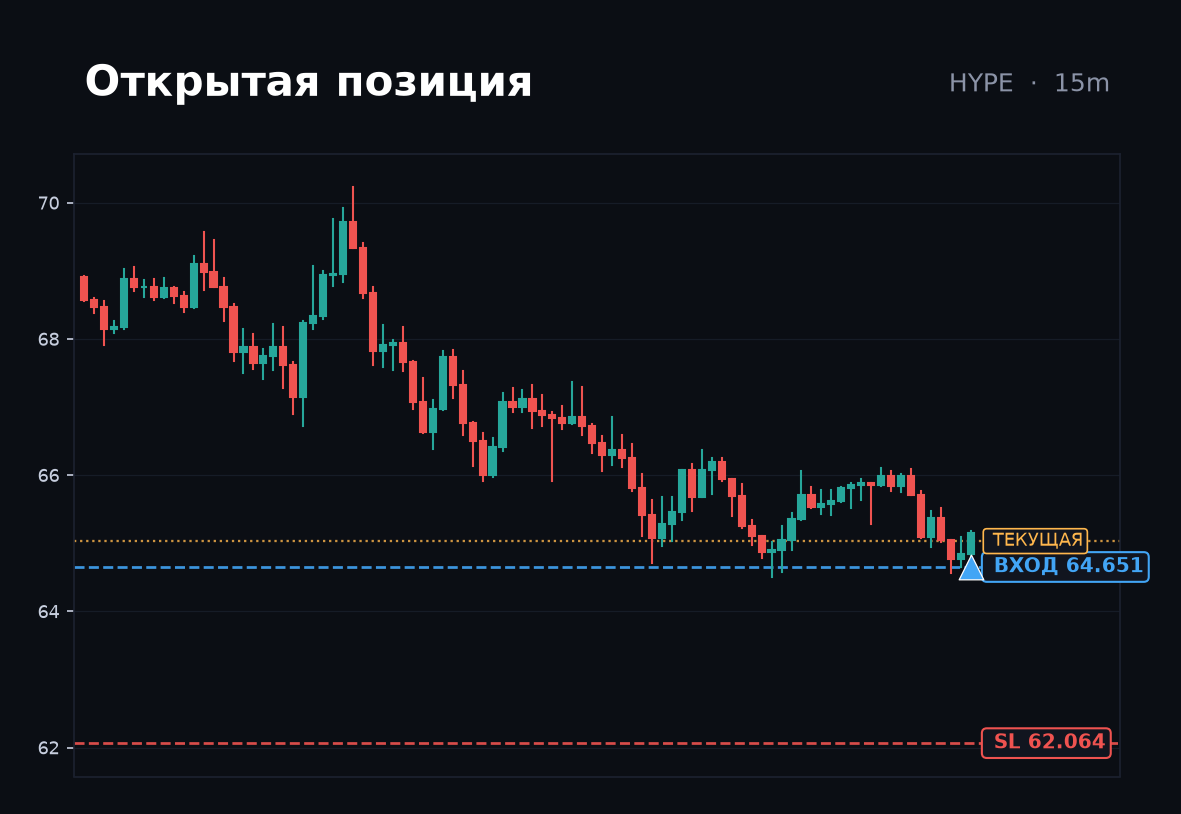 Открытая позиция
HYPE · 15m
70
68
66
64
62
ТЕКУЩАЯ
ВХОД 64.651
SL 62.064